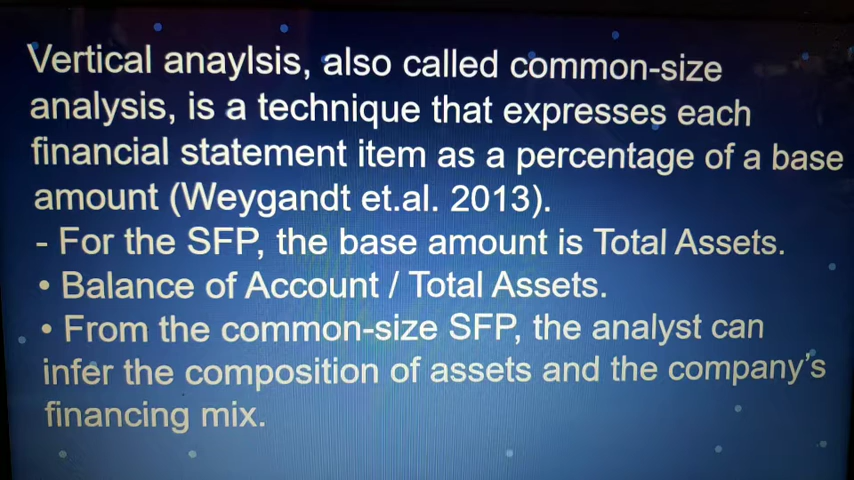 Vertical anaylsis, also called common-size
analysis, is a technique that expresses each
financial statement item as a percentage of a base
amount (Weygandt et.al. 2013).
- For the SFP, the base amount is Total Assets.
• Balance of Account / Total Assets.
• From the common-size SFP, the analyst can
infer the composition of assets and the company's
financing mix.